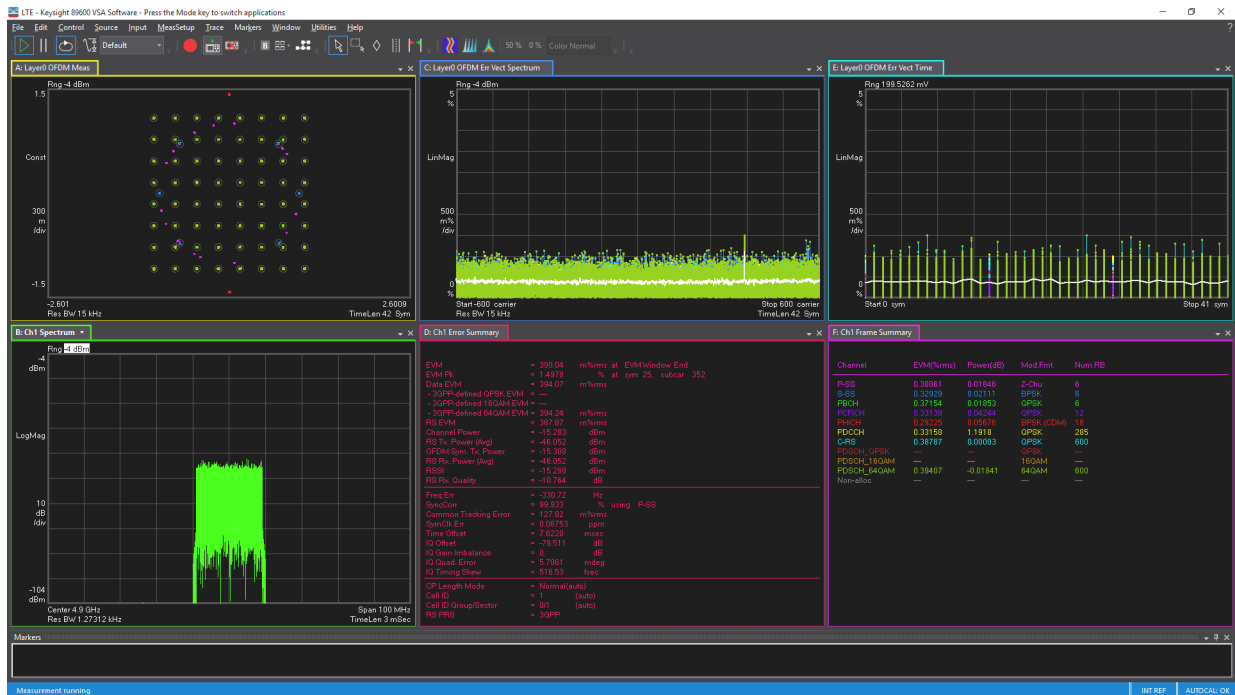 LTE - Keysight 89600 VSA Software - Press the Mode key to switch applications
File Edit Control Source Input MeasSetup Trace Markers Window Utilities Help
Default
B
50 % 0 % Color Normal
A: Layer0 OFDM Meas
Rng -4 dBm
1.5
Const
300
m
/div
-1.5
-2.601 2.6009
Res BW 15 kHz TimeLen 42 Sym
C: Layer0 OFDM Err Vect Spectrum
Rng -4 dBm
5
%
LinMag
500
m%
/div
0
%
Start -600 carrier Stop 600 carrier
Res BW 15 kHz TimeLen 42 Sym
E: Layer0 OFDM Err Vect Time
Rng 199.5262 mV
5
%
LinMag
500
m%
/div
0
%
Start 0 sym Stop 41 sym
B: Ch1 Spectrum
Rng -4 dBm
-4
dBm
LogMag
10
dB
/div
-104
dBm
Center 4.9 GHz Span 100 MHz
Res BW 1.27312 kHz TimeLen 3 mSec
D: Ch1 Error Summary
EVM = 390.04 m%rms at EVMWindow End
EVM Pk = 1.4978 % at sym 25, subcar 352
Data EVM = 394.07 m%rms
- 3GPP-defined QPSK EVM = —
- 3GPP-defined 16QAM EVM = —
- 3GPP-defined 64QAM EVM = 394.24 m%rms
RS EVM = 387.87 m%rms
Channel Power = -15.283 dBm
RS Tx. Power (Avg) = -46.052 dBm
OFDM Sym. Tx. Power = -15.308 dBm
RS Rx. Power (Avg) = -46.052 dBm
RSSI = -15.288 dBm
RS Rx. Quality = -10.764 dB
Freq Err = -330.72 Hz
SyncCorr = 99.933 % using P-SS
Common Tracking Error = 127.82 m%rms
SymClk Err = 0.06753 ppm
Time Offset = 7.6220 msec
IQ Offset = -79.511 dB
IQ Gain Imbalance = 0. dB
IQ Quad. Error = 5.7061 mdeg
IQ Timing Skew = 516.53 fsec
CP Length Mode = Normal(auto)
Cell ID = 1 (auto)
Cell ID Group/Sector = 0/1 (auto)
RS PRS = 3GPP
F: Ch1 Frame Summary
Channel EVM(%rms) Power(dB) Mod.Fmt. Num.RB
P-SS 0.38861 0.01846 Z-Chu 6
S-SS 0.32929 0.02111 BPSK 6
PBCH 0.37154 0.01853 QPSK 6
PCFICH 0.33139 0.04244 QPSK 12
PHICH 0.29225 0.05676 BPSK (CDM) 18
PDCCH 0.33158 1.1918 QPSK 285
C-RS 0.38787 0.00003 QPSK 600
PDSCH_QPSK — — QPSK —
PDSCH_16QAM — — 16QAM —
PDSCH_64QAM 0.39407 -0.01841 64QAM 600
Non-alloc — — — —
Markers
Measurement running INT REF AUTOCAL: OK